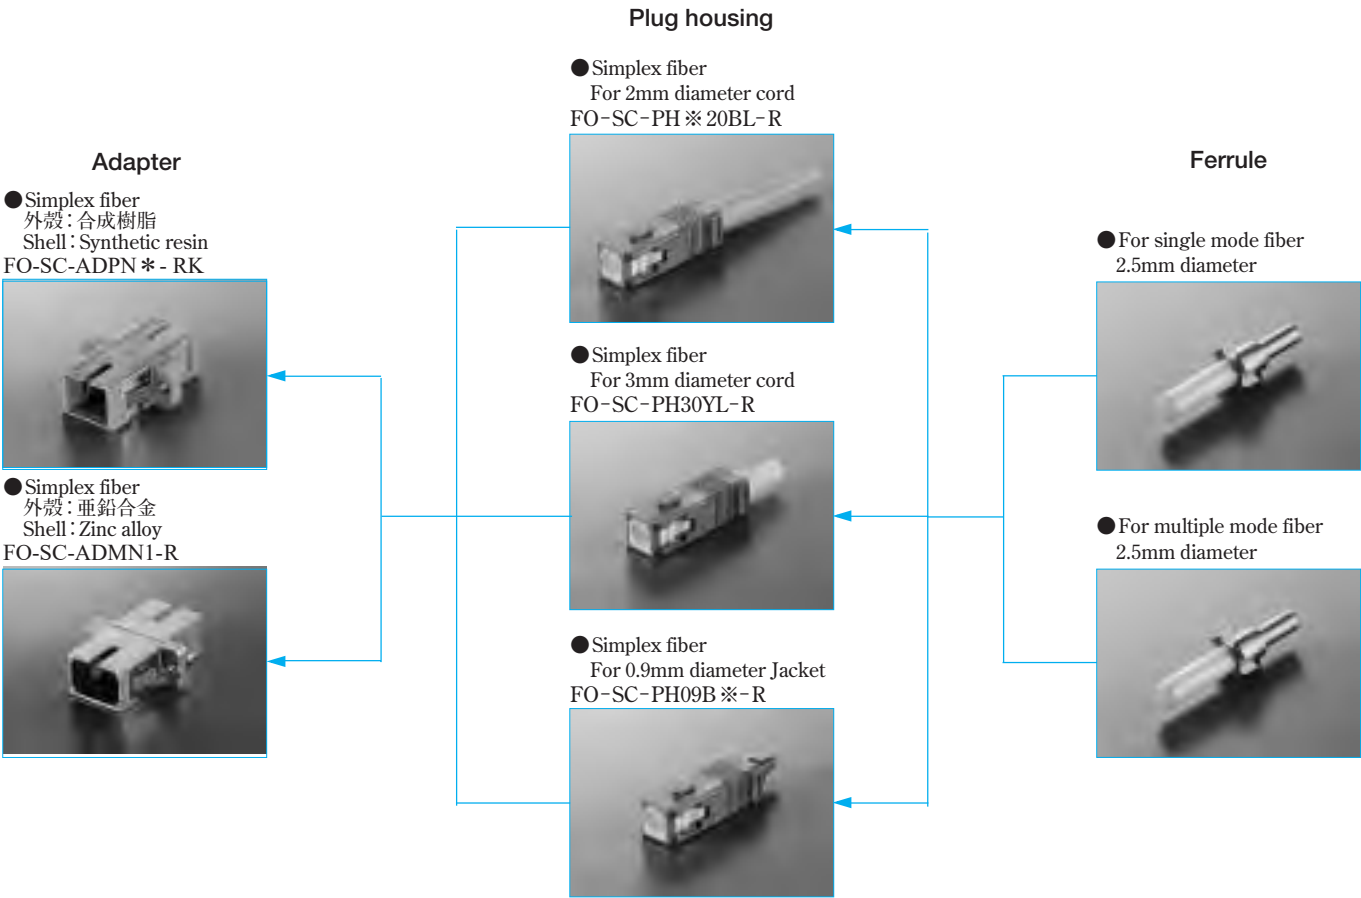 Plug housing
●Simplex fiber
For 2mm diameter cord
FO-SC-PH※20BL-R
●Simplex fiber
For 3mm diameter cord
FO-SC-PH30YL-R
●Simplex fiber
For 0.9mm diameter Jacket
FO-SC-PH09B※-R
Adapter
●Simplex fiber
外殻：合成樹脂
Shell：Synthetic resin
FO-SC-ADPN＊- RK
●Simplex fiber
外殻：亜鉛合金
Shell：Zinc alloy
FO-SC-ADMN1-R
Ferrule
●For single mode fiber
2.5mm diameter
●For multiple mode fiber
2.5mm diameter